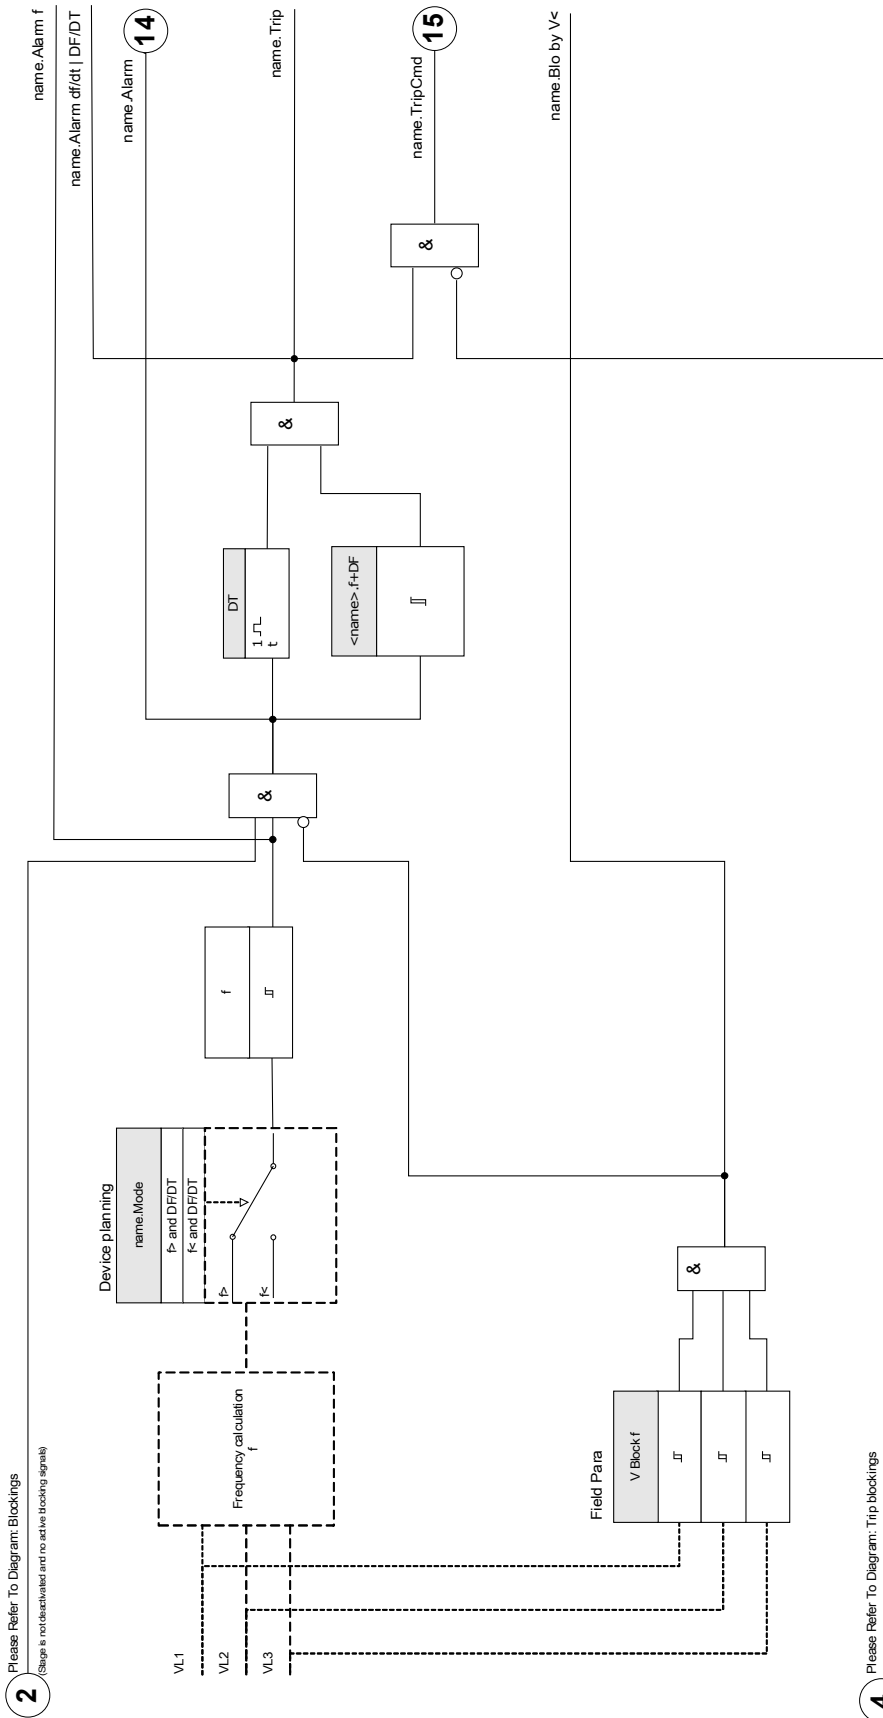 2
Please Refer To Diagram: Blockings
(Stage is not deactivated and no active blocking signals)
name.Alarm f
name.Alarm df/dt | DF/DT
14
name.Alarm
name.Trip
15
name.TripCmd
name.Blo by V<
VL1
VL2
VL3
Frequency calculation
f
Device planning
name.Mode
f> and DF/DT
f< and DF/DT
f>
f<
f
&
DT
1
t
<name>.f+DF
&
&
Field Para
V Block f
&
4
Please Refer To Diagram: Trip blockings